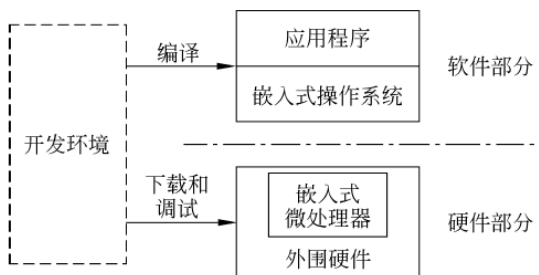 应用程序
编译
软件部分
嵌入式操作系统
开发环境
下载和
调试
嵌入式
微处理器
硬件部分
外围硬件